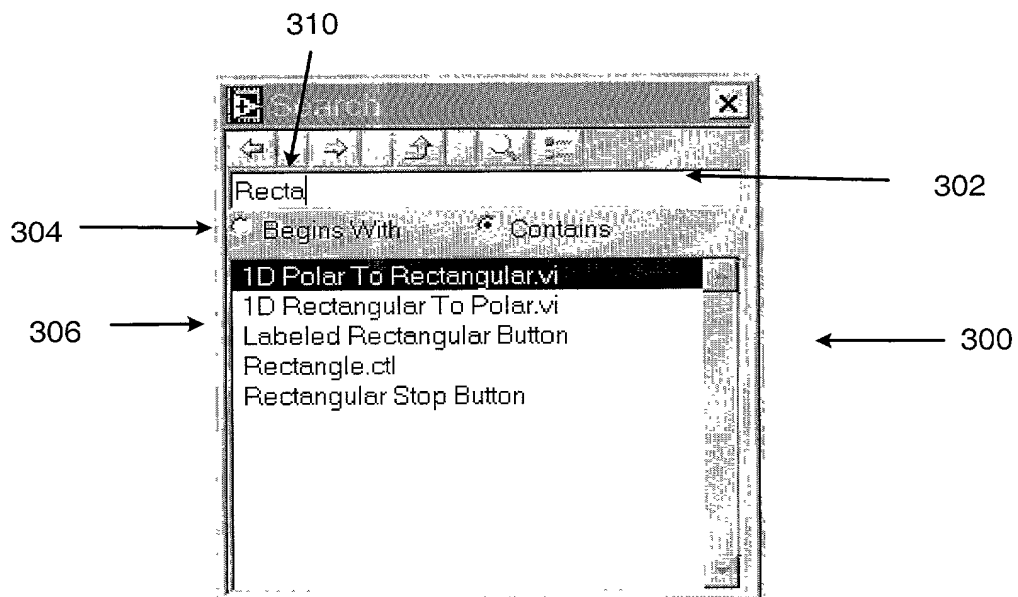 310
Search
Recta
302
304
Begins With Contains
1D Polar To Rectangular.vi
1D Rectangular To Polar.vi
306
Labeled Rectangular Button
300
Rectangle.ctl
Rectangular Stop Button